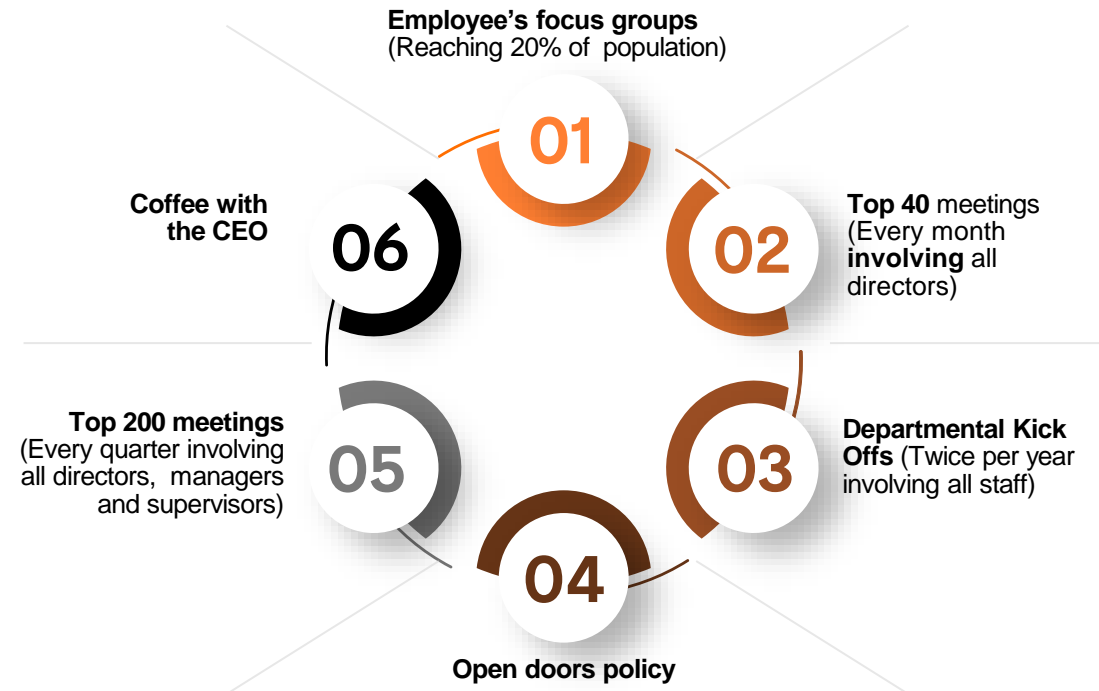 Employee's focus groups
(Reaching 20% of population)
01
02
Top 40 meetings
(Every month
involving all
directors)
03
Departmental Kick
Offs (Twice per year
involving all staff)
04
Open doors policy
05
Top 200 meetings
(Every quarter involving
all directors, managers
and supervisors)
06
Coffee with
the CEO